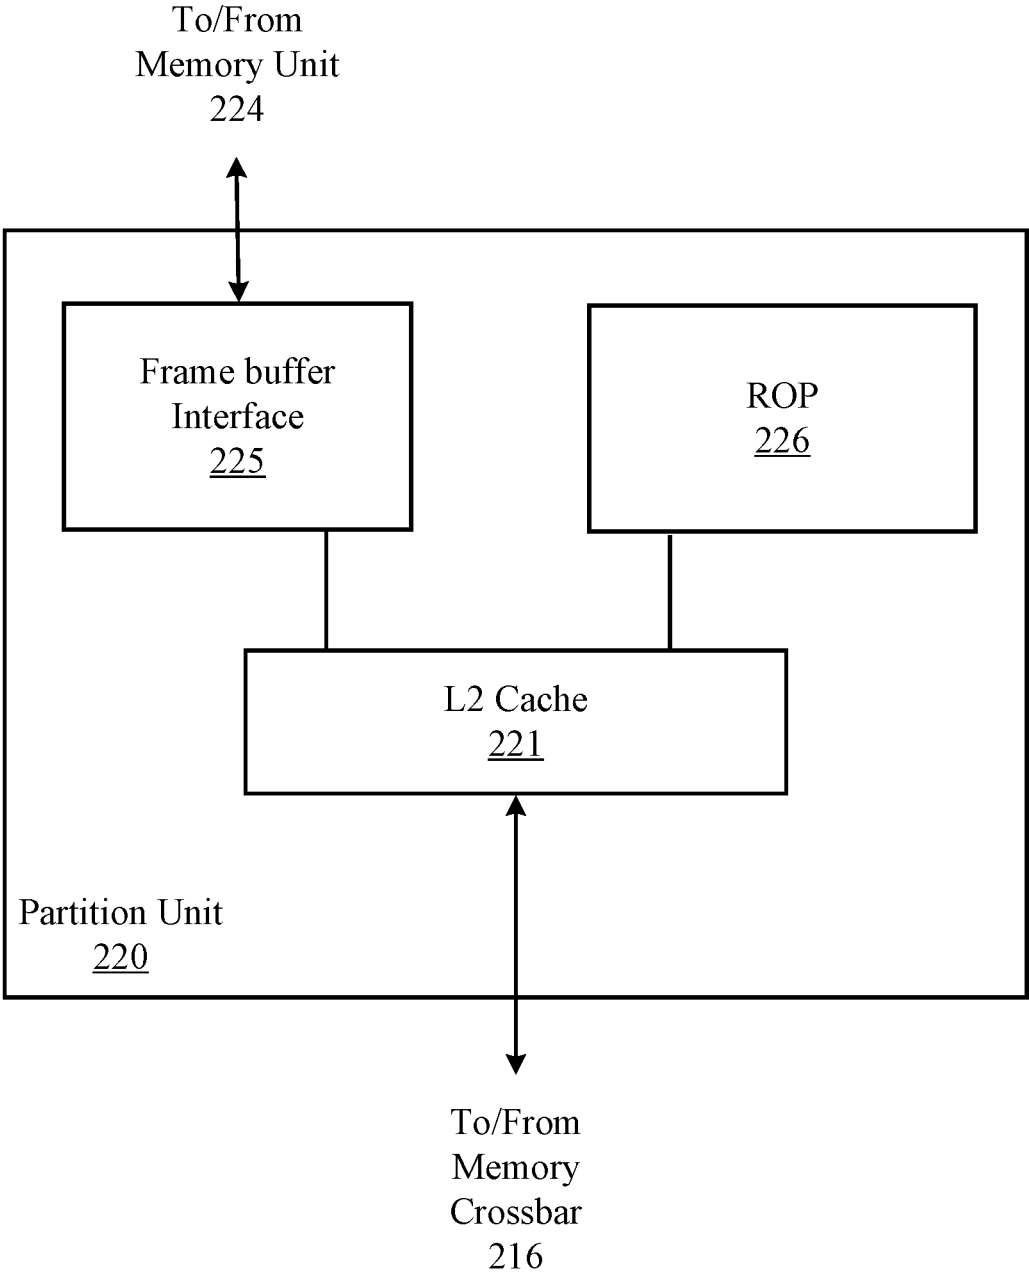 To/From
Memory Unit
224
Frame buffer
Interface
225
ROP
226
L2 Cache
221
Partition Unit
220
To/From
Memory
Crossbar
216